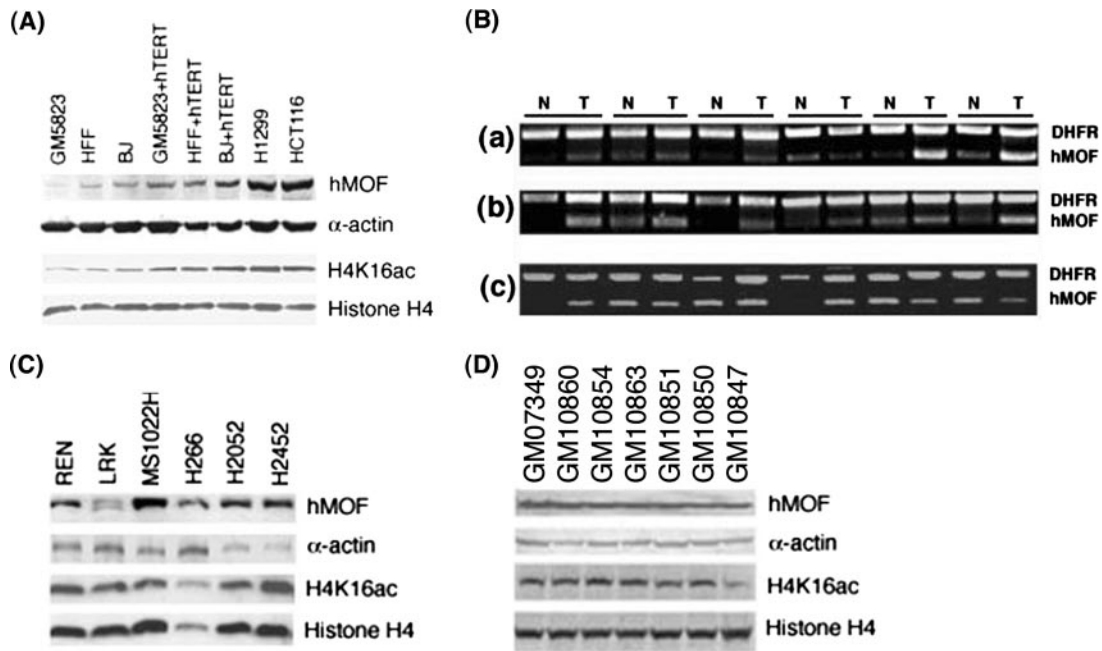 (A)
GM5823
HFF
BJ
GM5823+hTERT
HFF+hTERT
BJ+hTERT
H1299
HCT116
hMOF
α-actin
H4K16ac
Histone H4
(B)
N T N T N T N T N T N T
(a)
DHFR
hMOF
(b)
DHFR
hMOF
(c)
DHFR
hMOF
(C)
REN
LRK
MS1022H
H266
H2052
H2452
hMOF
α-actin
H4K16ac
Histone H4
(D)
GM07349
GM10860
GM10854
GM10863
GM10851
GM10850
GM10847
hMOF
α-actin
H4K16ac
Histone H4